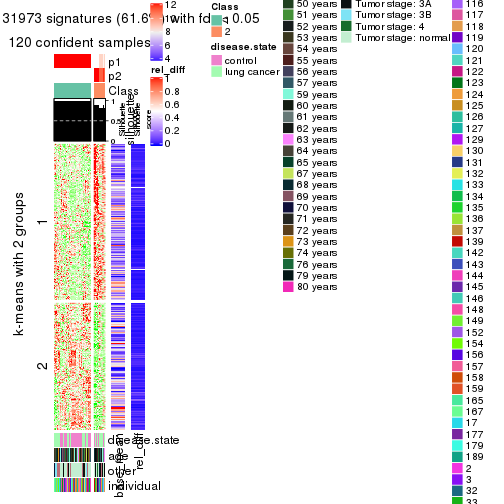 31973 signatures (61.6%) with fdr < 0.05
120 confident samples
p1
p2
Class
silhouette
1
0.5
0
Silhouette
score
k-means with 2 groups
1
2
disease.state
age
other
individual
base_mean
rel_diff
12
10
8
6
4
rel_diff
1
0.8
0.6
0.4
0.2
0
Class
1
2
disease.state
control
lung cancer
50 years
51 years
52 years
53 years
54 years
55 years
56 years
57 years
59 years
60 years
61 years
62 years
63 years
64 years
65 years
67 years
68 years
69 years
70 years
71 years
72 years
73 years
74 years
76 years
79 years
80 years
Tumor stage: 3A
Tumor stage: 3B
Tumor stage: 4
Tumor stage: normal
116
117
118
120
121
122
123
124
125
126
127
129
130
131
132
133
134
135
136
137
139
142
143
144
145
146
148
149
152
154
156
157
158
159
165
167
17
177
179
189
2
3
32
33